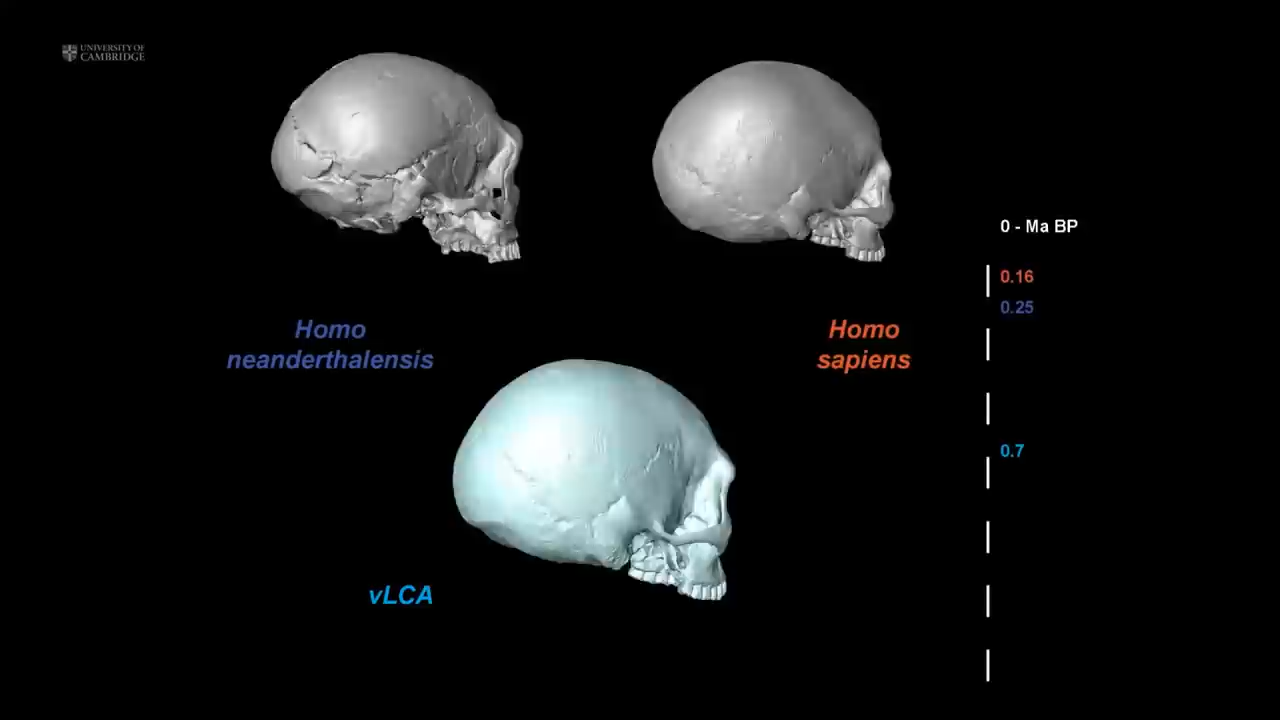 UNIVERSITY OF
CAMBRIDGE
0 - Ma BP
0.16
0.25
Homo
neanderthalensis
Homo
sapiens
0.7
vLCA